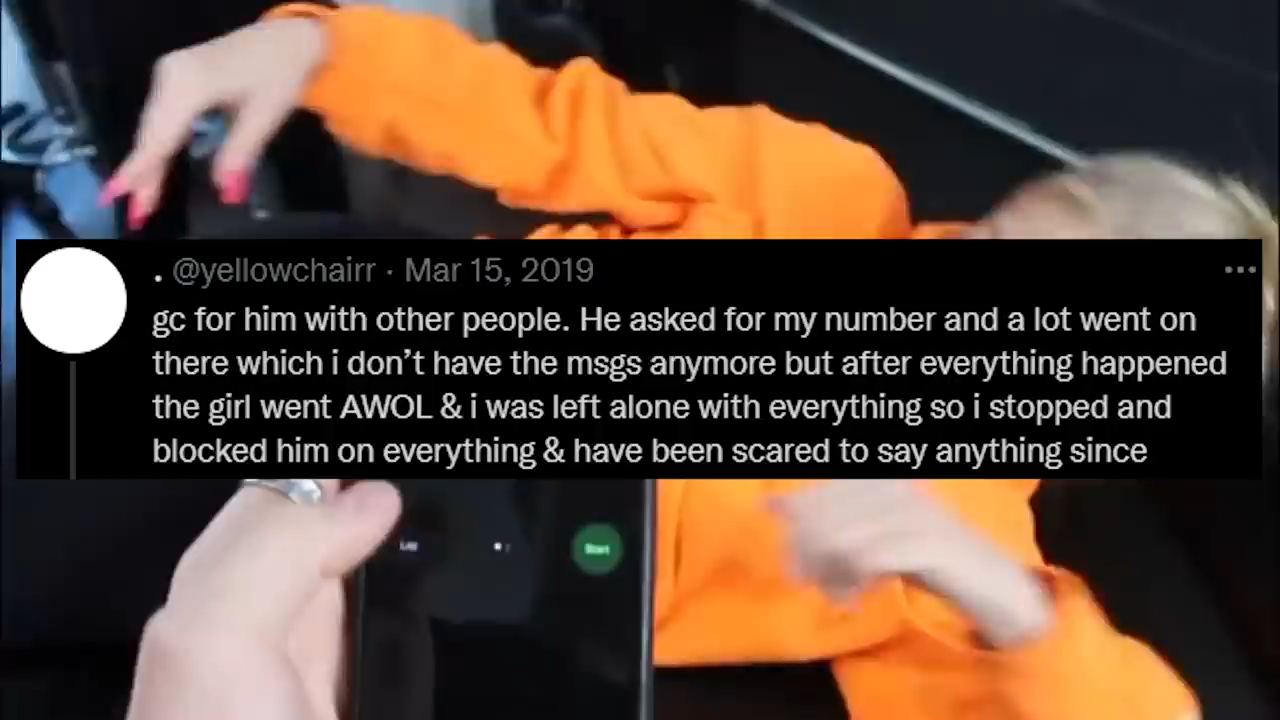 . @yellowchairr · Mar 15, 2019
gc for him with other people. He asked for my number and a lot went on
there which i don’t have the msgs anymore but after everything happened
the girl went AWOL & i was left alone with everything so i stopped and
blocked him on everything & have been scared to say anything since
Start